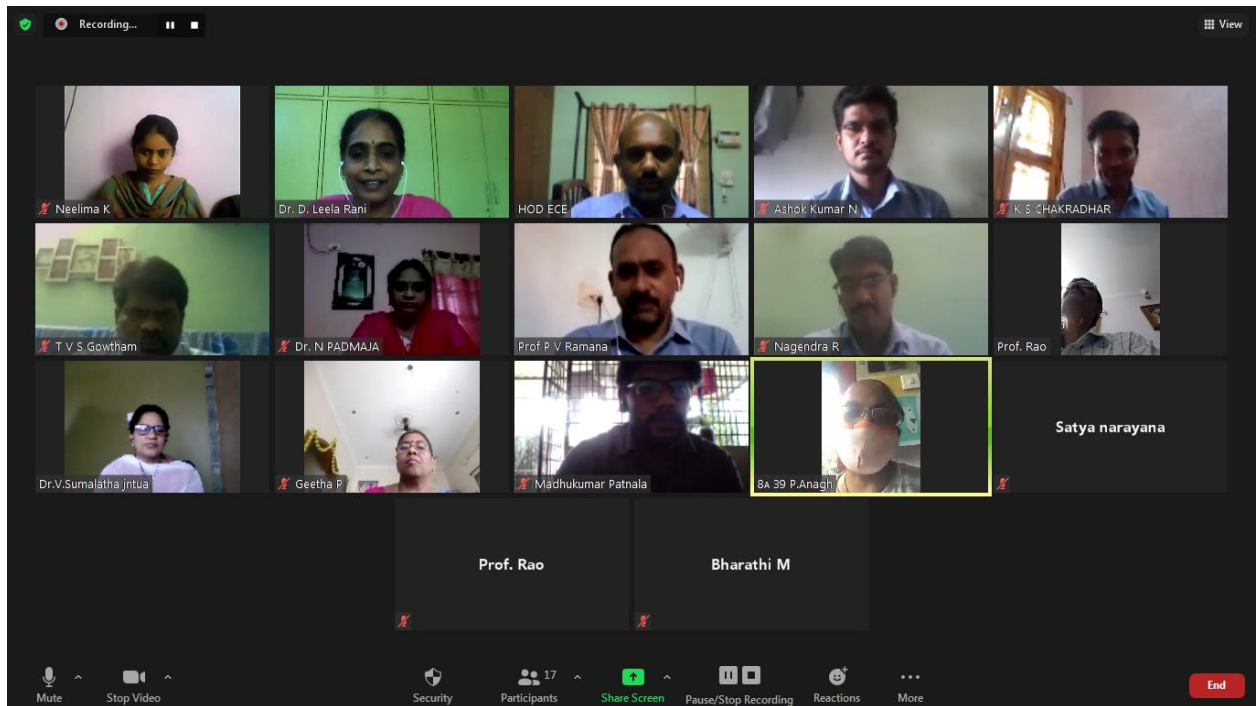 Recording...
View
Neelima K
Dr. D. Leela Rani
HOD ECE
Ashok Kumar N
K S CHAKRADHAR
T V S Gowtham
Dr. N PADMAJA
Prof P V Ramana
Nagendra R
Prof. Rao
Dr.V.Sumalatha jntua
Geetha P
Madhukumar Patnala
8A 39 P.Anagh
Satya narayana
Prof. Rao
Bharathi M
Mute
Stop Video
Security
17
Participants
Share Screen
Pause/Stop Recording
Reactions
More
End